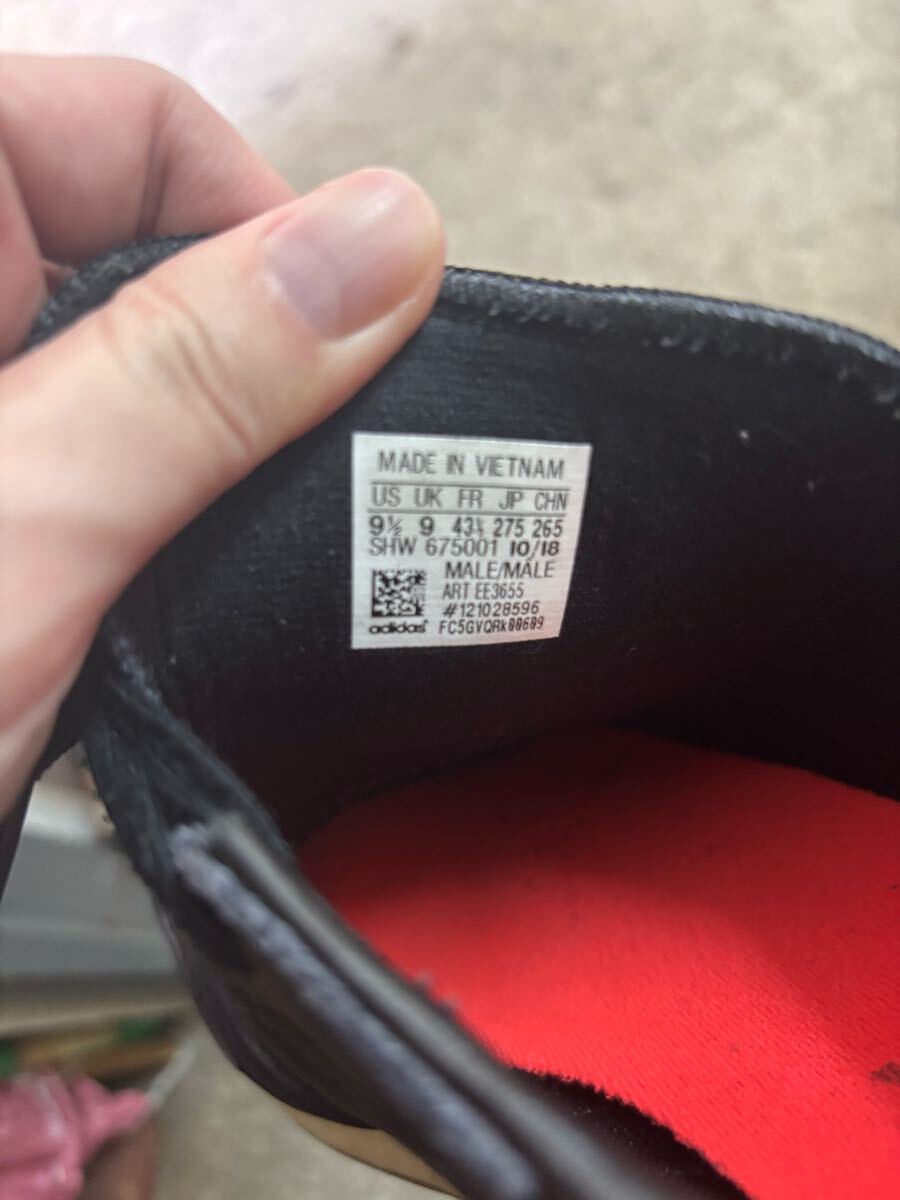 MADE IN VIETNAM
US UK FR JP CHN
9½ 9 43⅓ 275 265
SHW 675001 10/18
MALE/MALE
ART EE3655
#121028596
adidas FC5GVQRk00609